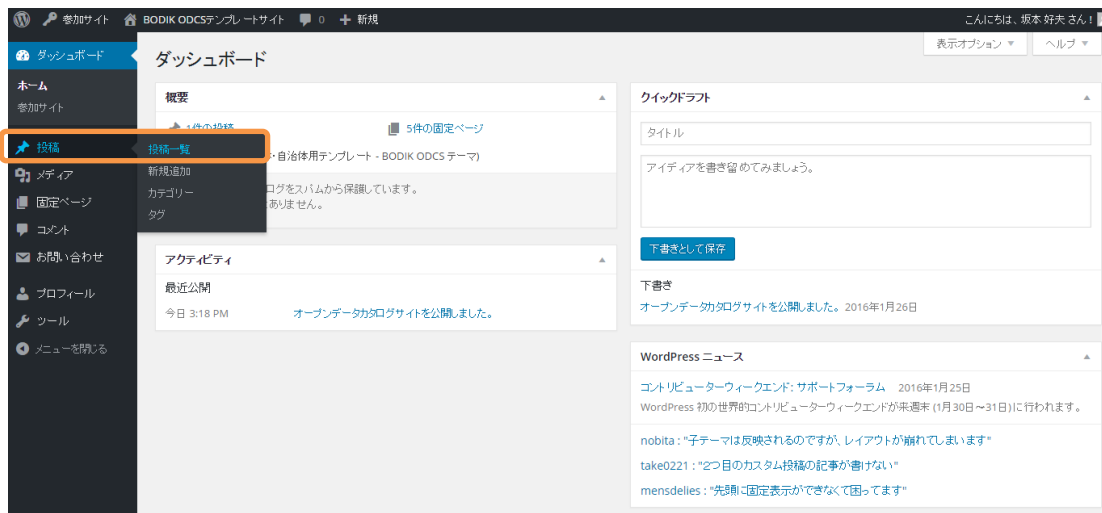 参加サイト BODIK ODCSテンプレートサイト 0 新規 こんにちは、坂本 好夫 さん!
ダッシュボード
ホーム
参加サイト
投稿
投稿一覧
新規追加
カテゴリー
タグ
メディア
固定ページ
コメント
お問い合わせ
プロフィール
ツール
メニューを閉じる
表示オプション ヘルプ
ダッシュボード
概要
1件の投稿 5件の固定ページ
・自治体用テンプレート - BODIK ODCS テーマ)
ログをスパムから保護しています。
ありません。
アクティビティ
最近公開
今日 3:18 PM オープンデータカタログサイトを公開しました。
クイックドラフト
タイトル
アイディアを書き留めてみましょう。
下書きとして保存
下書き
オープンデータカタログサイトを公開しました。 2016年1月26日
WordPress ニュース
コントリビューターウィークエンド: サポートフォーラム 2016年1月25日
WordPress 初の世界的コントリビューターウィークエンドが来週末 (1月30日~31日)に行われます。
nobita : "子テーマは反映されるのですが、レイアウトが崩れてしまいます"
take0221 : "2つ目のカスタム投稿の記事が書けない"
mensdelies : "先頭に固定表示ができなくて困ってます"